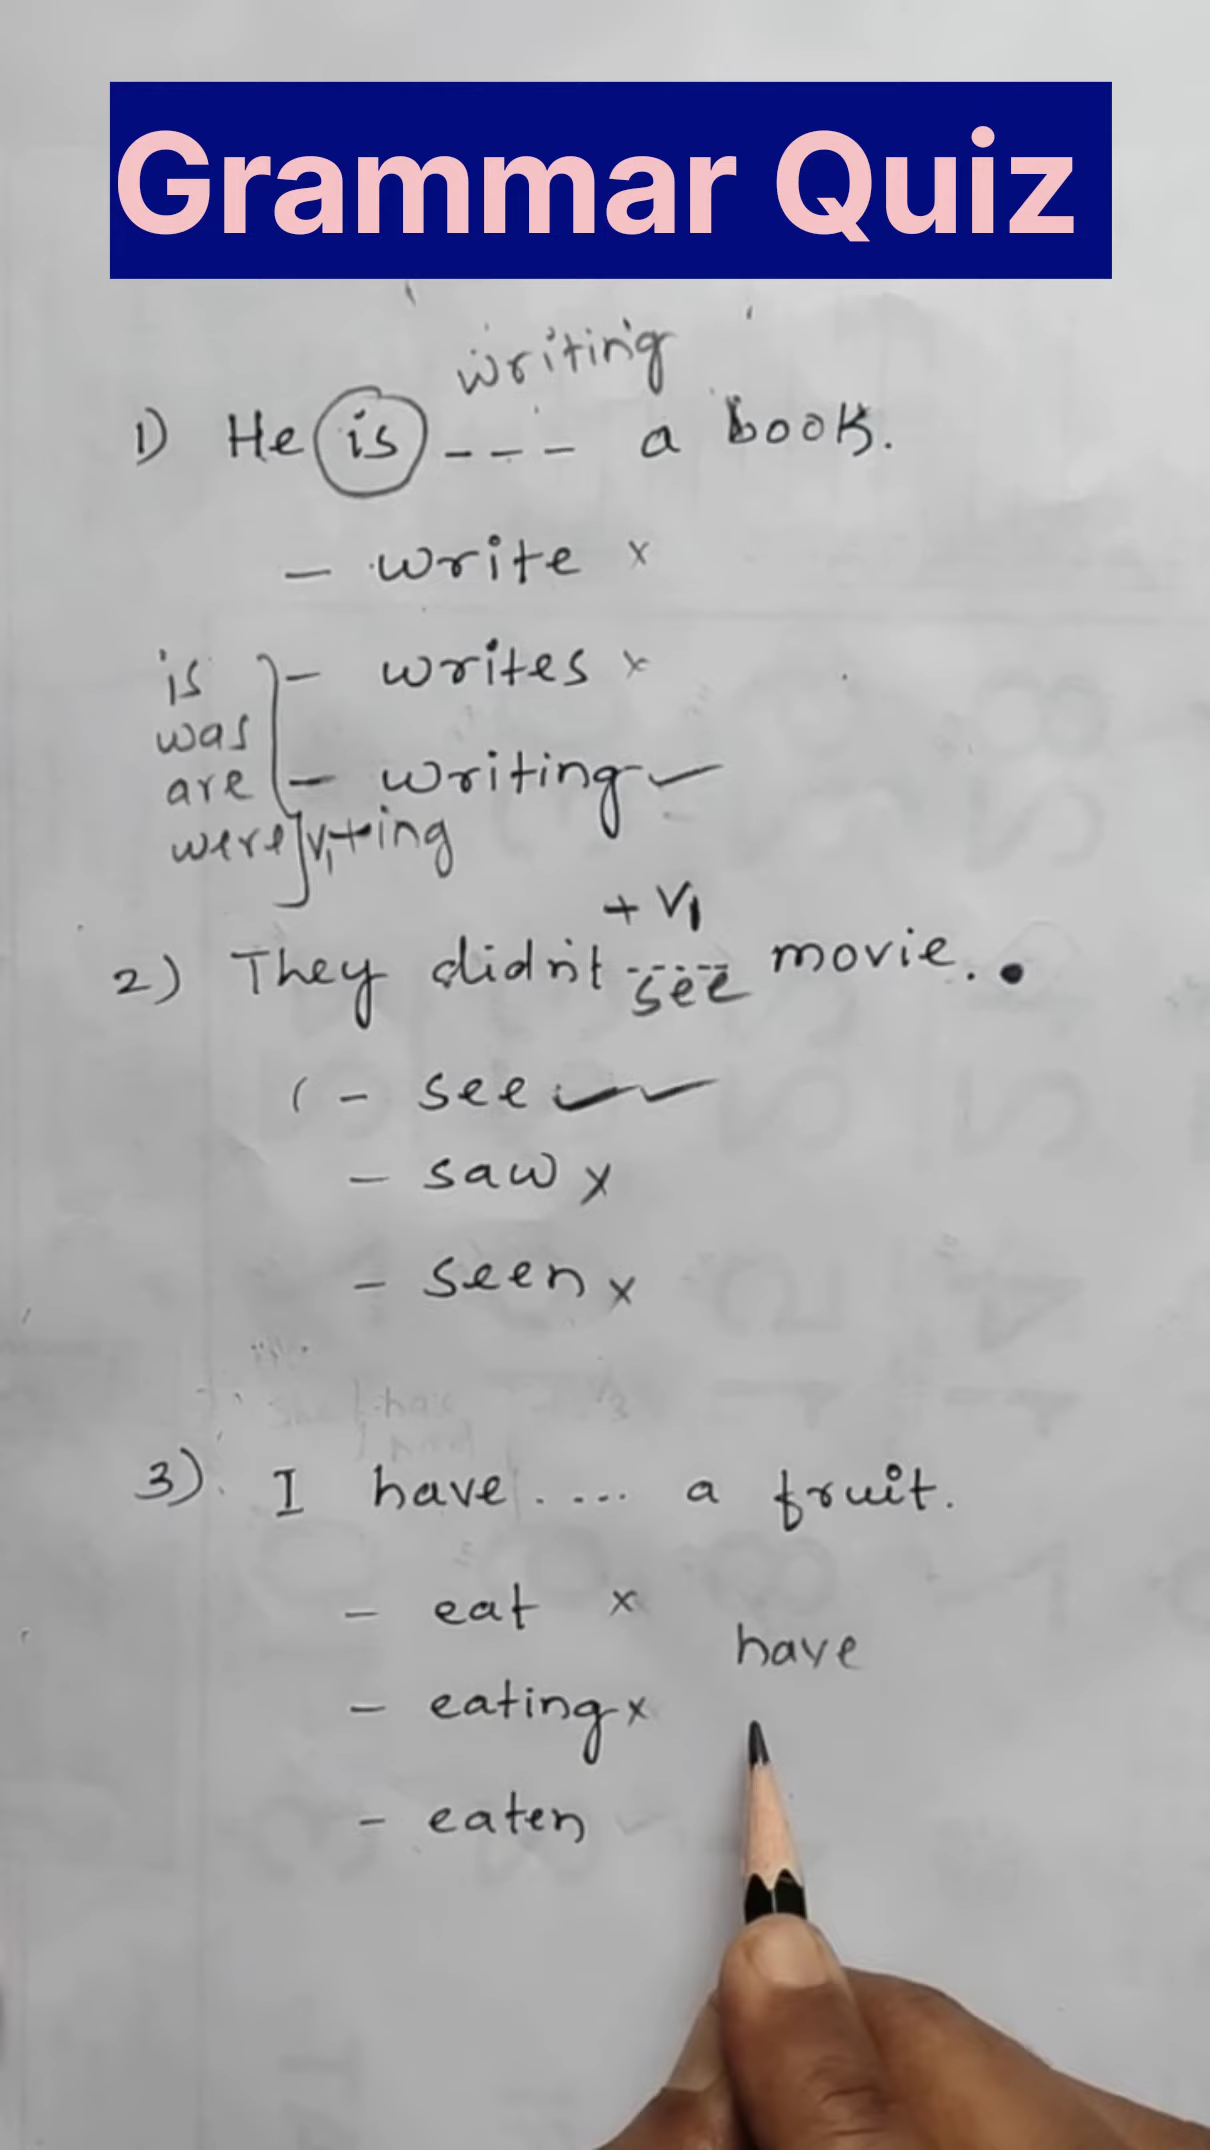 Grammar Quiz
writing
1) He is ---- a book.
- write x
is - writes x
was
are - writing ✓
were] V1+ing
+ V1
2) They didn't ---- movie.
see
- see ✓✓
- saw x
- seen x
3). I have .... a fruit.
- eat x
have
- eating x
- eaten